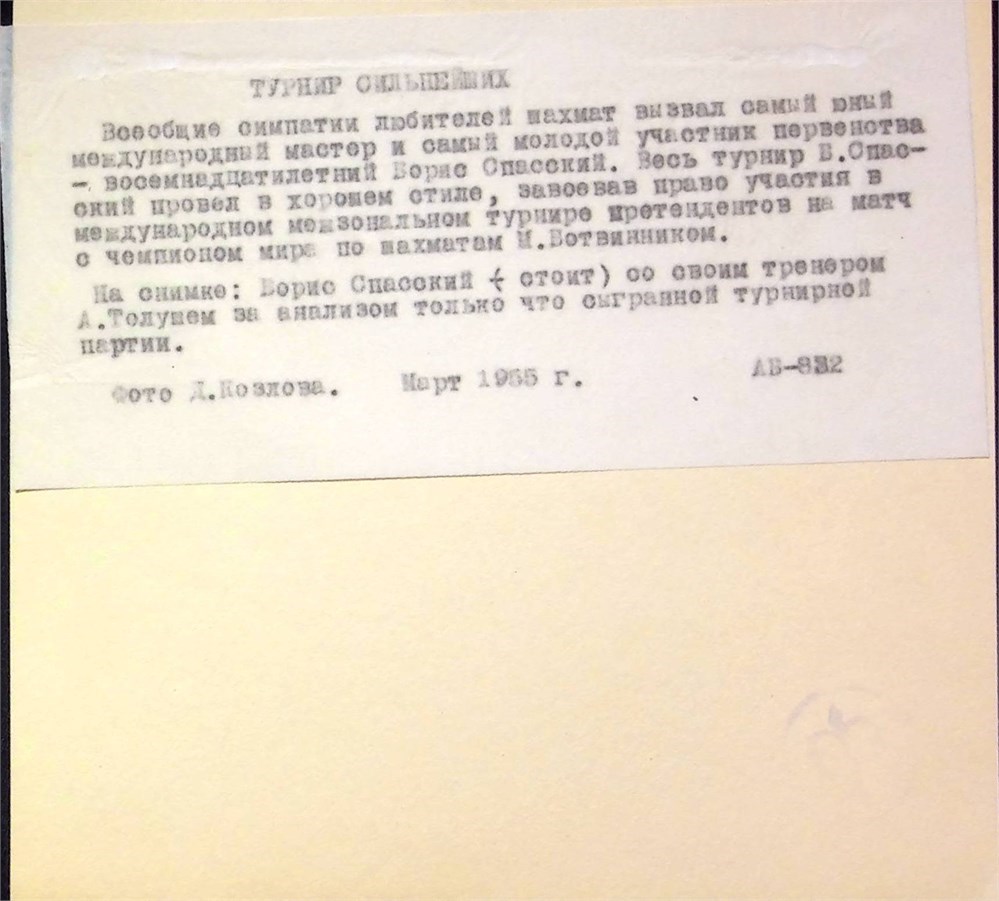 ТУРНИР СИЛЬНЕЙШИХ
Всеобщие симпатии любителей шахмат вызвал самый юный
международный мастер и самый молодой участник первенства
- восемнадцатилетний Борис Спасский. Весь турнир Б.Спас-
ский провел в хорошем стиле, завоевав право участия в
международном межзональном турнире претендентов на матч
с чемпионом мира по шахматам М.Ботвинником.
На снимке: Борис Спасский ( стоит) со своим тренером
А.Толушем за анализом только что сыгранной турнирной
партии.
Фото Д.Козлова. Март 1955 г. АБ-832